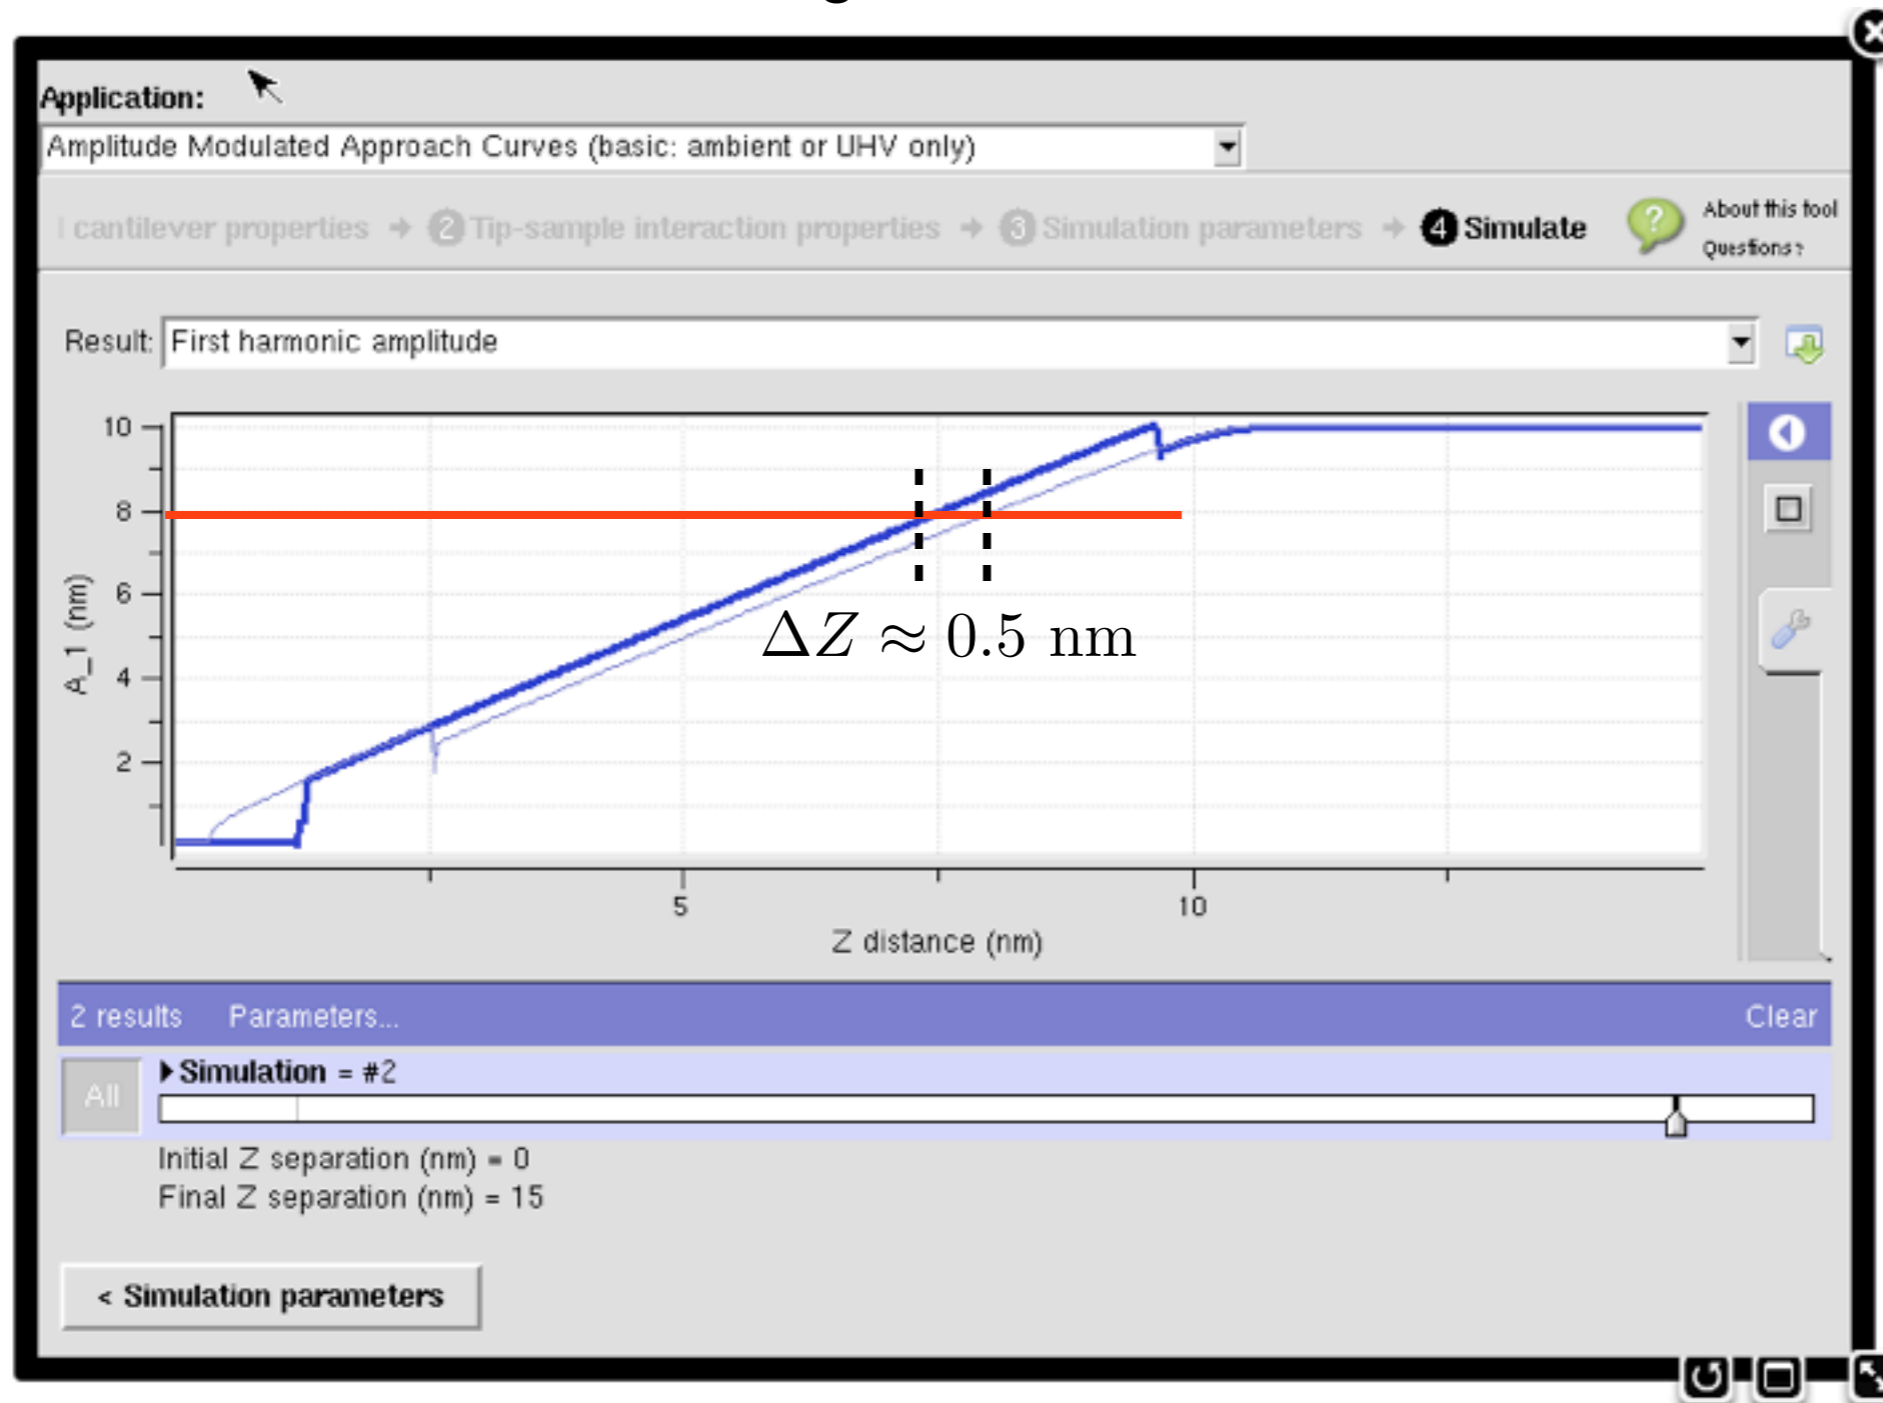 Application:
Amplitude Modulated Approach Curves (basic: ambient or UHV only)
cantilever properties → 2 Tip-sample interaction properties → 3 Simulation parameters → 4 Simulate
? About this tool
Questions?
Result: First harmonic amplitude
10
8
6
4
2
A_1 (nm)
ΔZ ≈ 0.5 nm
5
10
Z distance (nm)
2 results Parameters... Clear
All
Simulation = #2
Initial Z separation (nm) = 0
Final Z separation (nm) = 15
< Simulation parameters